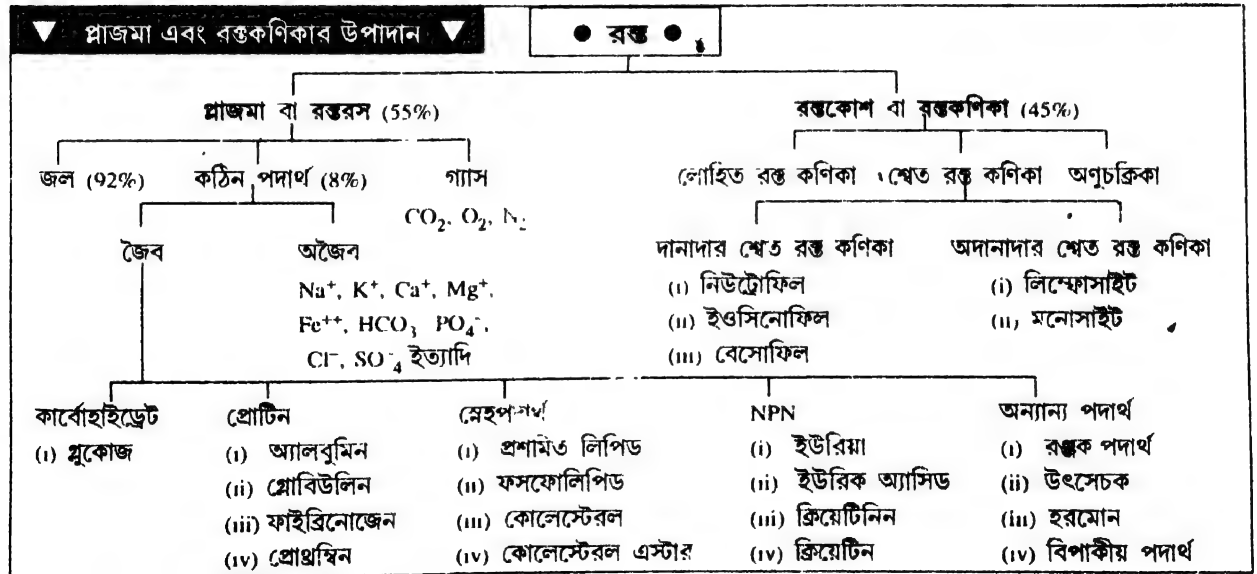 ▼ প্লাজমা এবং রক্তকণিকার উপাদান ▼
● রক্ত ●
প্লাজমা বা রক্তরস (55%) রক্তকোশ বা রক্তকণিকা (45%)
জল (92%) কঠিন পদার্থ (8%) গ্যাস লোহিত রক্ত কণিকা শ্বেত রক্ত কণিকা অণুচক্রিকা
CO₂, O₂, N₂
জৈব অজৈব দানাদার শ্বেত রক্ত কণিকা অদানাদার শ্বেত রক্ত কণিকা
Na⁺, K⁺, Ca⁺, Mg⁺, (i) নিউট্রোফিল (i) লিম্ফোসাইট
Fe⁺⁺, HCO₃ PO₄⁻, (ii) ইওসিনোফিল (ii) মনোসাইট
Cl⁻, SO⁻₄ ইত্যাদি (iii) বেসোফিল
কার্বোহাইড্রেট প্রোটিন স্নেহপদার্থ NPN অন্যান্য পদার্থ
(i) গ্লুকোজ (i) অ্যালবুমিন (i) প্রশমিত লিপিড (i) ইউরিয়া (i) রঞ্জক পদার্থ
(ii) গ্লোবিউলিন (ii) ফসফোলিপিড (ii) ইউরিক অ্যাসিড (ii) উৎসেচক
(iii) ফাইব্রিনোজেন (iii) কোলেস্টেরল (iii) ক্রিয়েটিনিন (iii) হরমোন
(iv) প্রোথ্রম্বিন (iv) কোলেস্টেরল এস্টার (iv) ক্রিয়েটিন (iv) বিপাকীয় পদার্থ